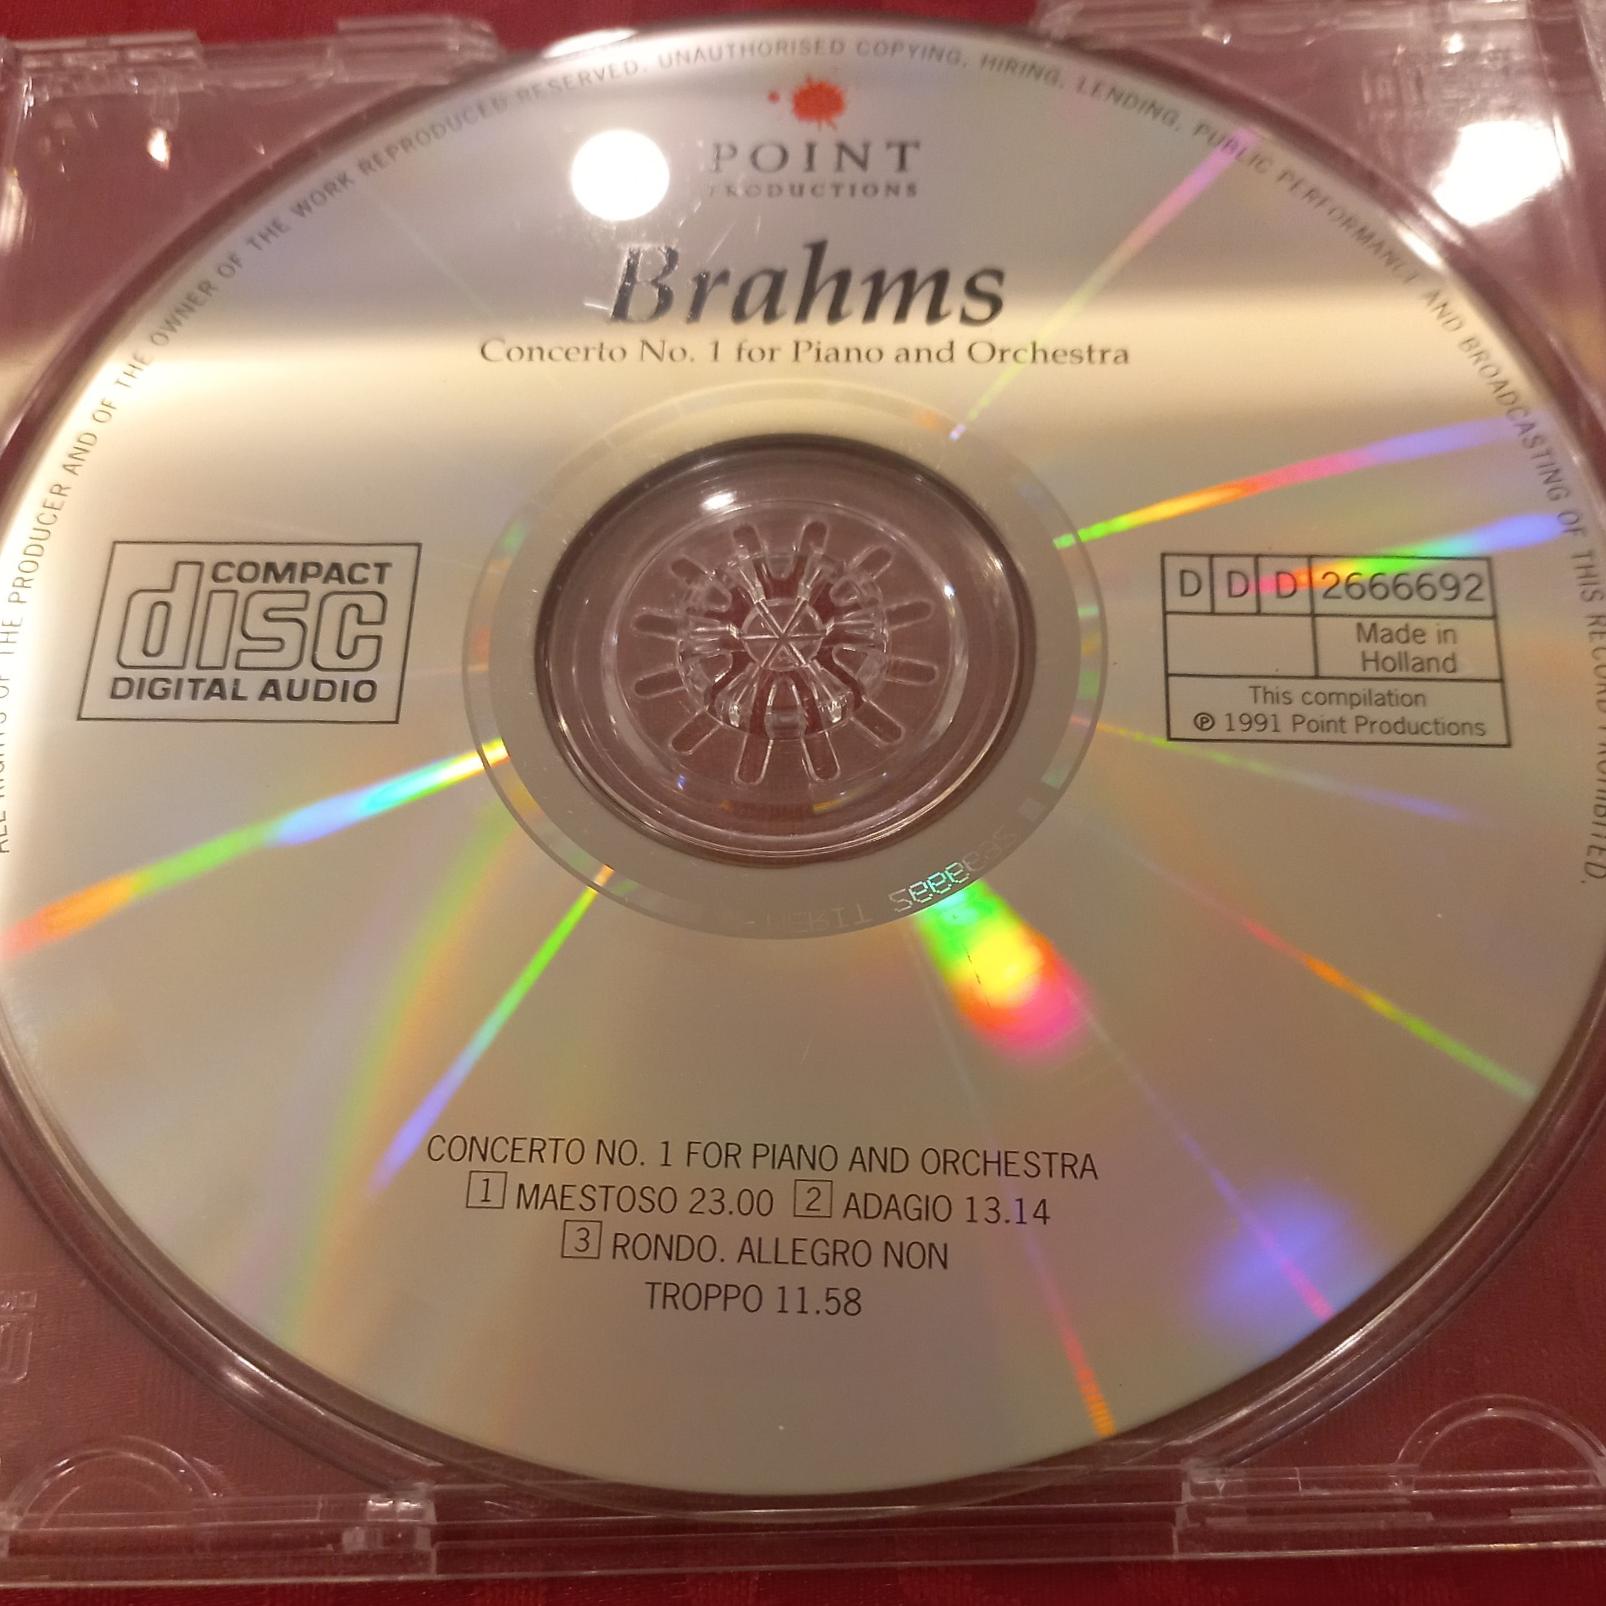 ALL RIGHTS OF THE PRODUCER AND OF THE OWNER OF THE WORK REPRODUCED RESERVED. UNAUTHORISED COPYING, HIRING, LENDING, PUBLIC PERFORMANCE AND BROADCASTING OF THIS RECORD PROHIBITED.
POINT
PRODUCTIONS
Brahms
Concerto No. 1 for Piano and Orchestra
COMPACT
disc
DIGITAL AUDIO
D D D 2666692
Made in
Holland
This compilation
℗ 1991 Point Productions
CONCERTO NO. 1 FOR PIANO AND ORCHESTRA
1 MAESTOSO 23.00 2 ADAGIO 13.14
3 RONDO. ALLEGRO NON
TROPPO 11.58